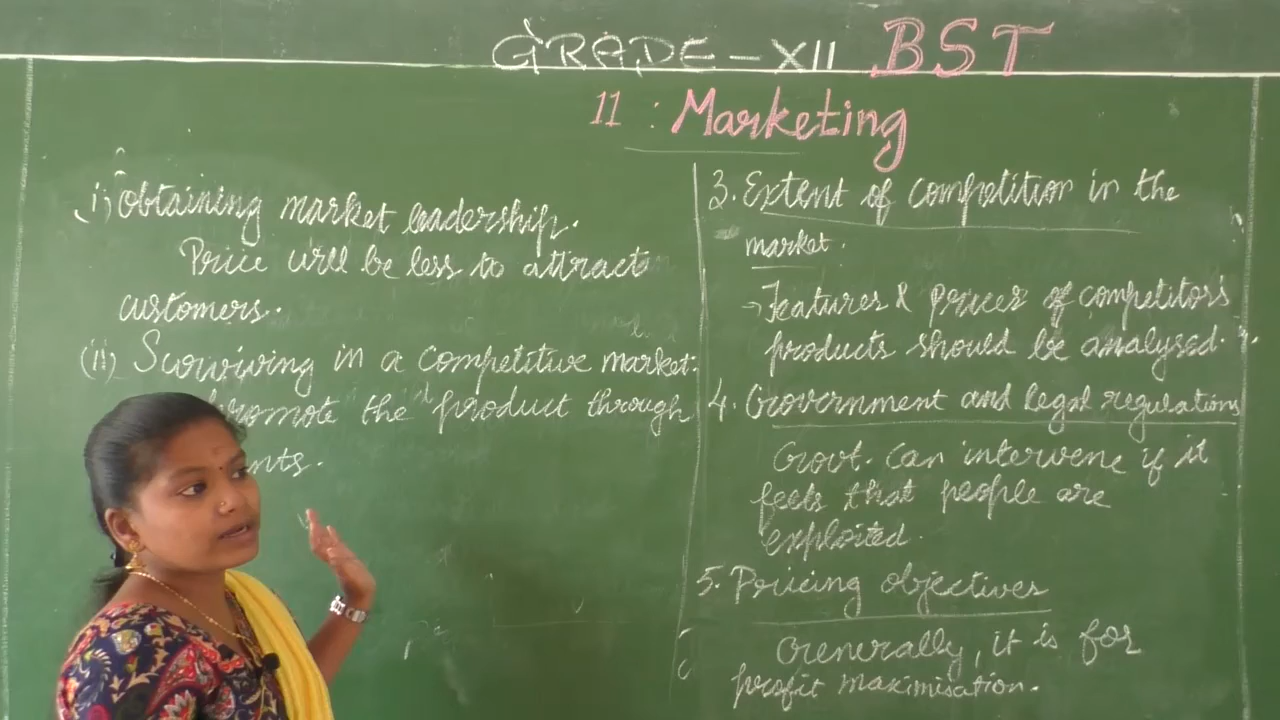 GRADE - XII BST
11 : Marketing
i) Obtaining market leadership.
Price will be less to attract
customers.
(ii) Surviving in a competitive market:
promote the product through
nts.
3. Extent of competition in the
market.
→ Features & prices of competitors
products should be analysed.
4. Government and legal regulations
Govt. can intervene if it
feels that people are
exploited.
5. Pricing objectives
Generally, it is for
profit maximisation.